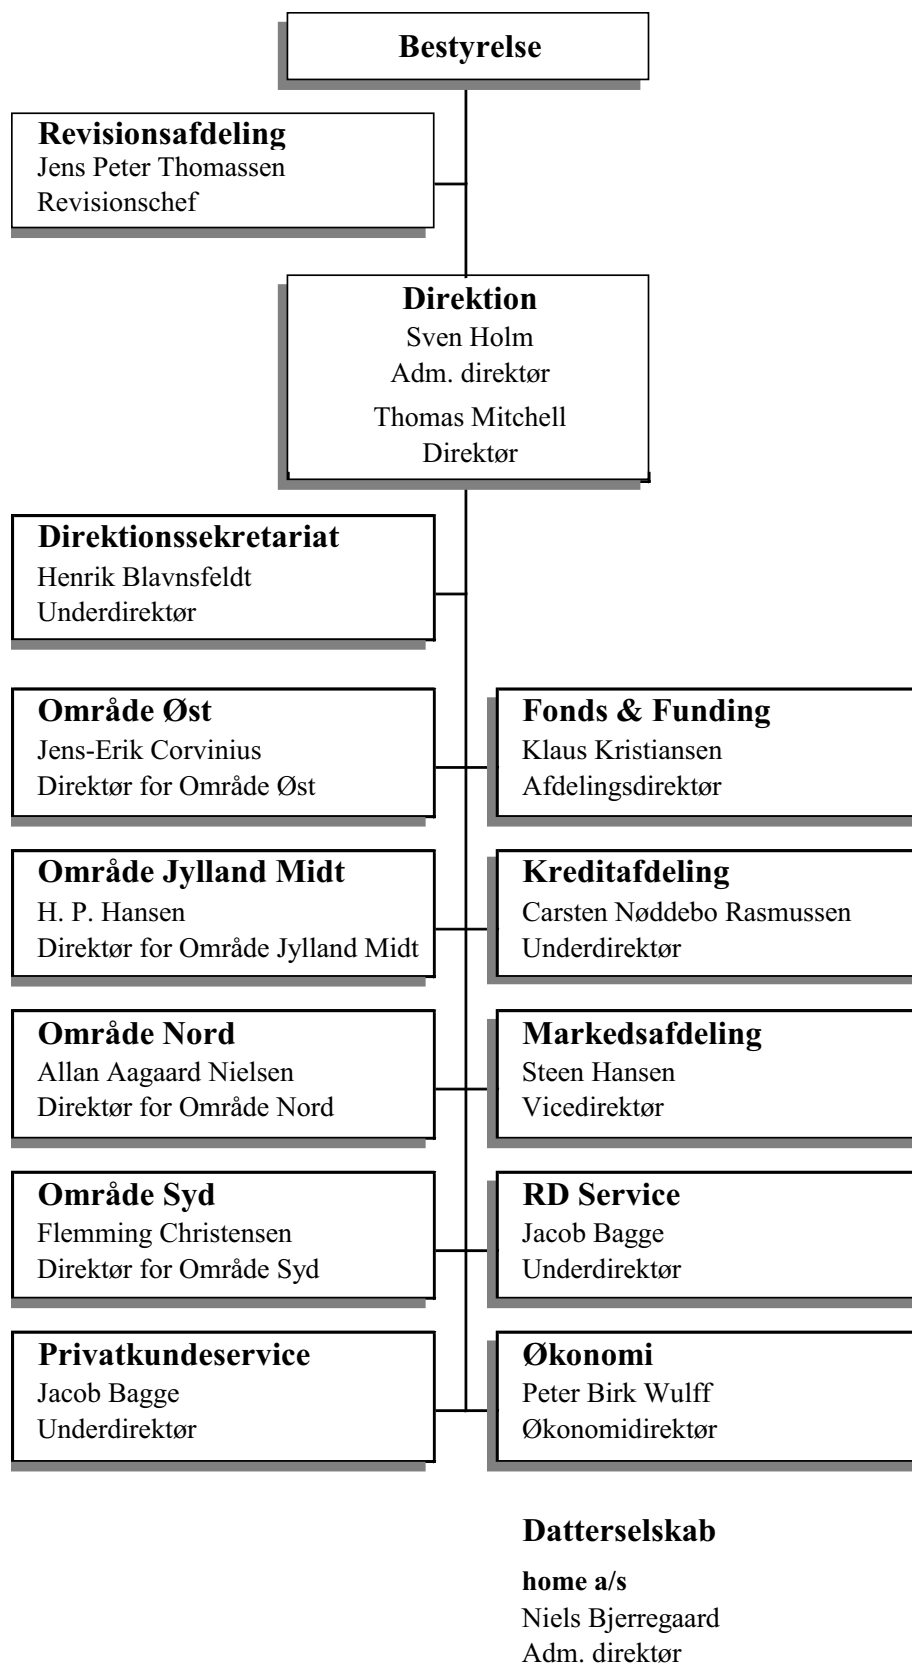 Bestyrelse
Revisionsafdeling
Jens Peter Thomassen
Revisionschef
Direktion
Sven Holm
Adm. direktør
Thomas Mitchell
Direktør
Direktionssekretariat
Henrik Blavnsfeldt
Underdirektør
Område Øst
Jens-Erik Corvinius
Direktør for Område Øst
Fonds & Funding
Klaus Kristiansen
Afdelingsdirektør
Område Jylland Midt
H. P. Hansen
Direktør for Område Jylland Midt
Kreditafdeling
Carsten Nøddebo Rasmussen
Underdirektør
Område Nord
Allan Aagaard Nielsen
Direktør for Område Nord
Markedsafdeling
Steen Hansen
Vicedirektør
Område Syd
Flemming Christensen
Direktør for Område Syd
RD Service
Jacob Bagge
Underdirektør
Privatkundeservice
Jacob Bagge
Underdirektør
Økonomi
Peter Birk Wulff
Økonomidirektør
Datterselskab
home a/s
Niels Bjerregaard
Adm. direktør